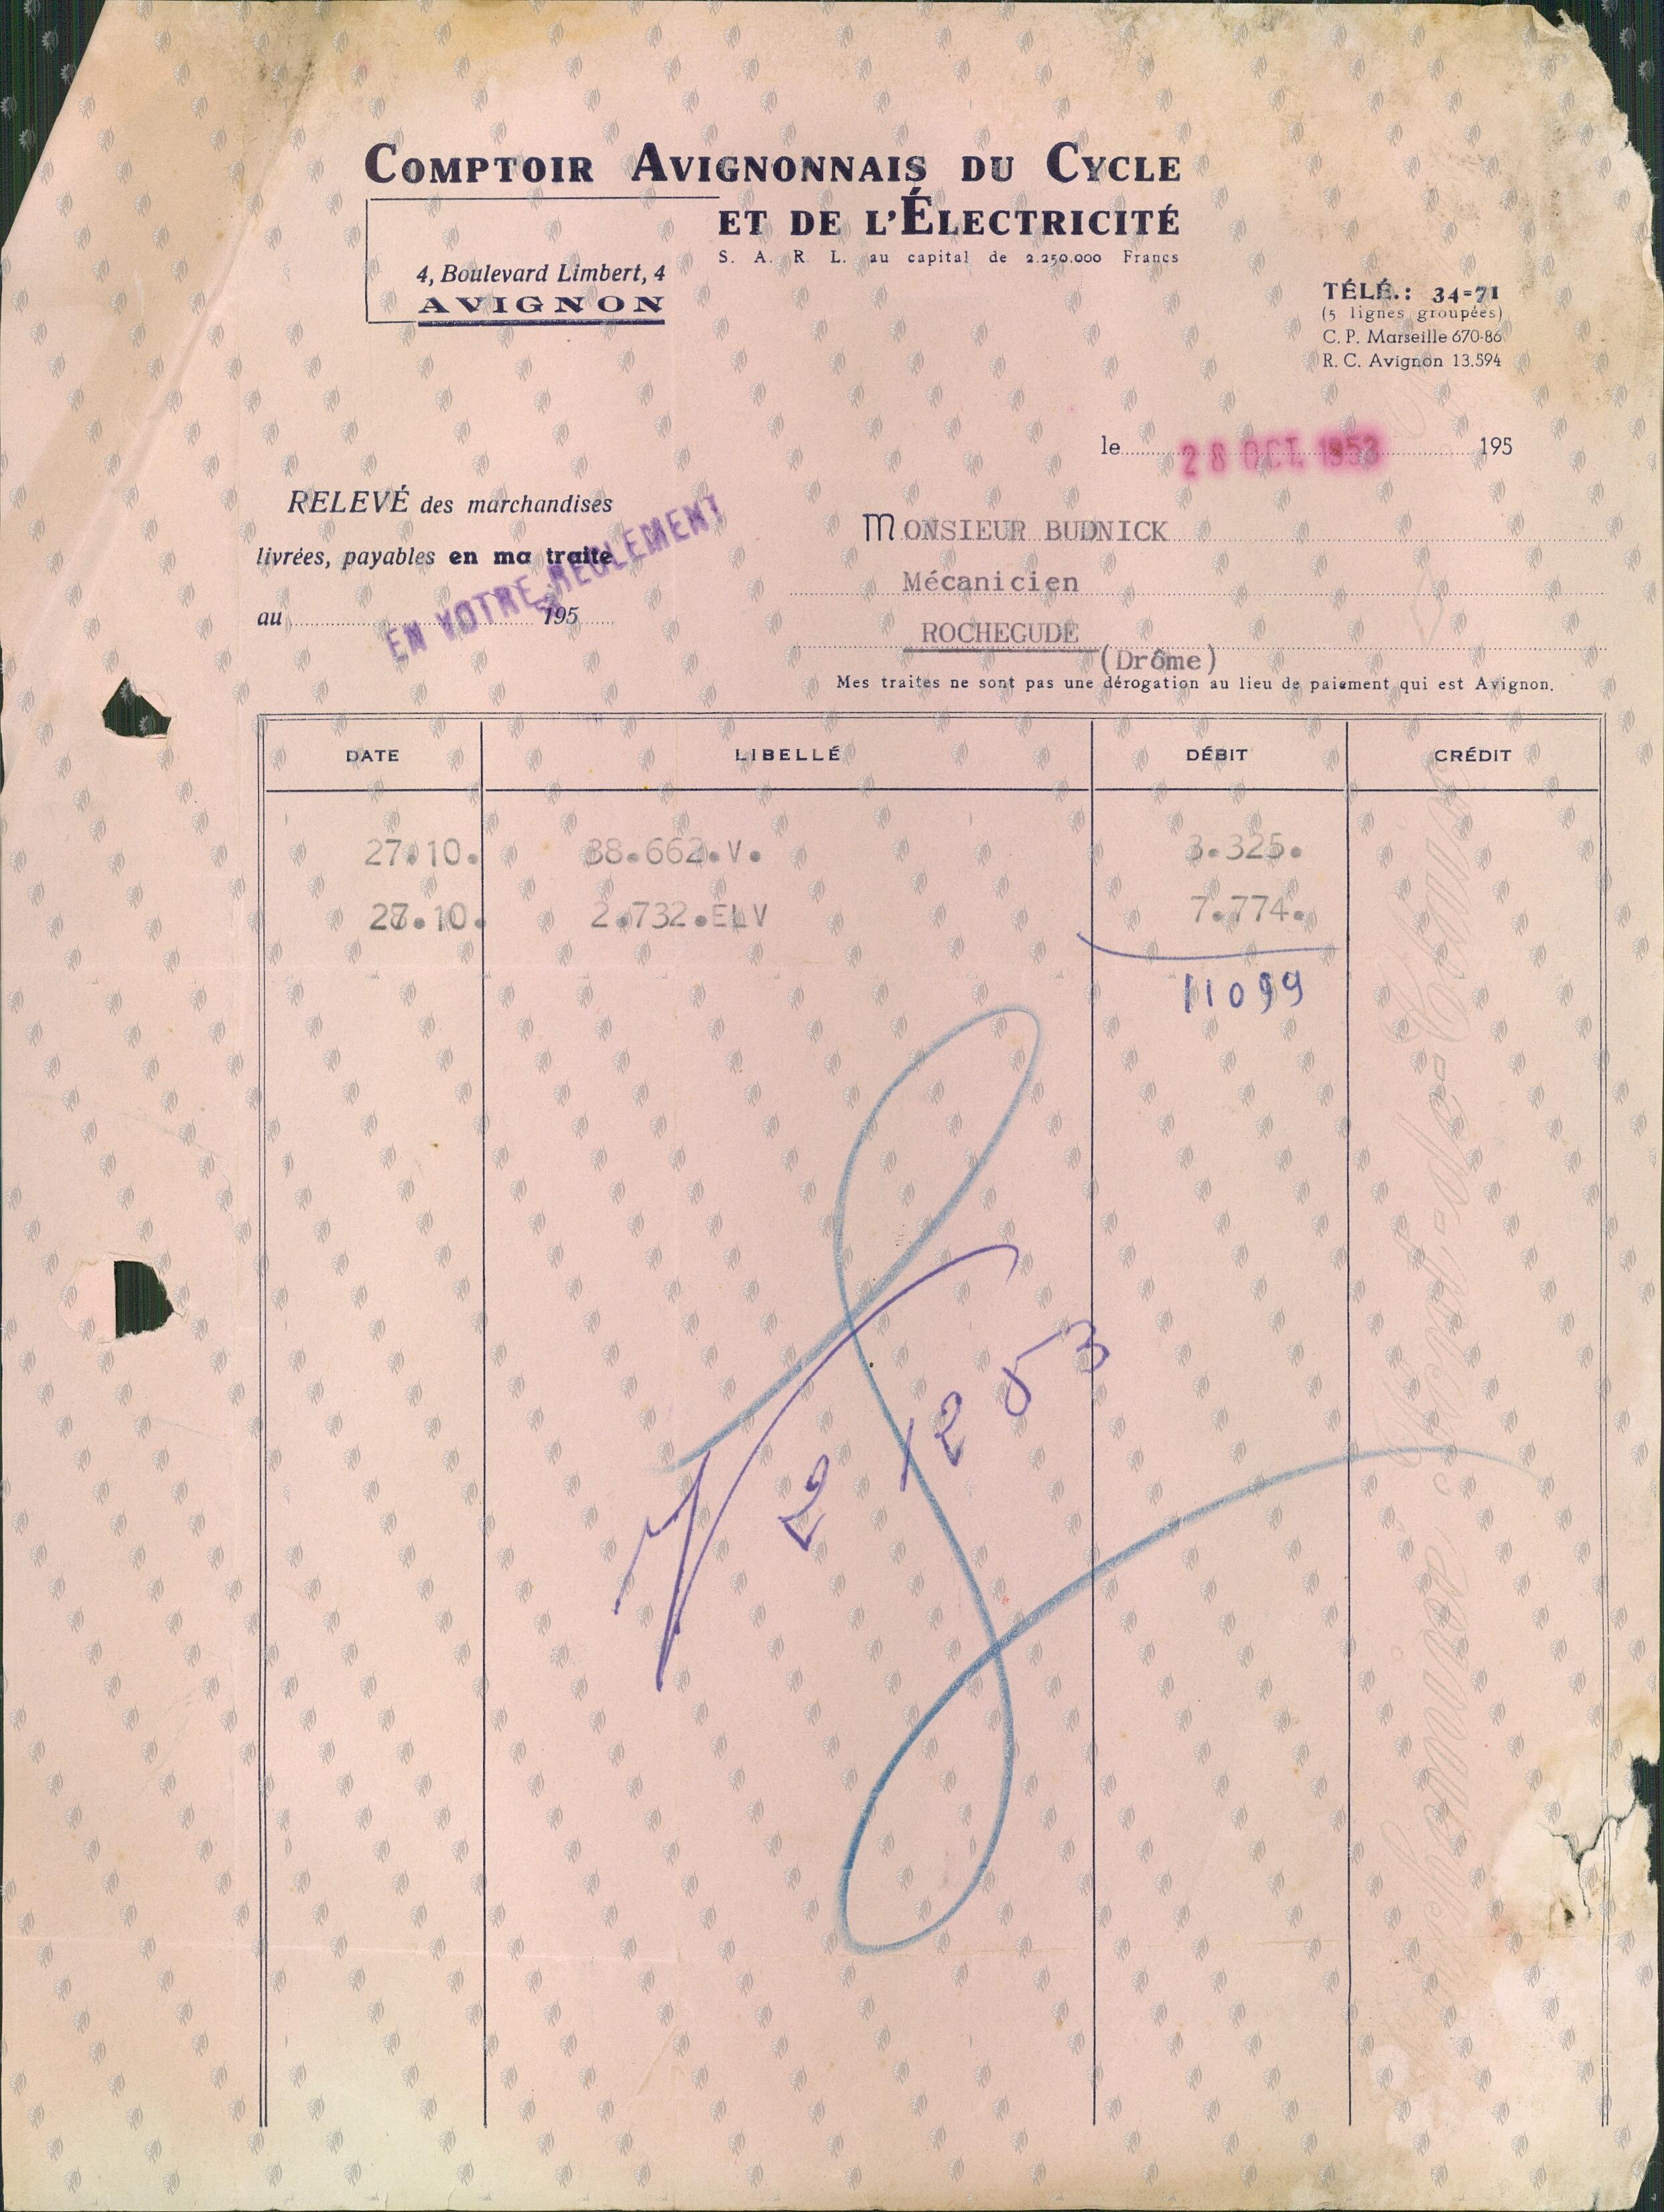 COMPTOIR AVIGNONNAIS DU CYCLE
ET DE L'ÉLECTRICITÉ
S. A. R. L. au capital de 2.250.000 Francs
4, Boulevard Limbert, 4
AVIGNON
TÉLÉ.: 34=71
(5 lignes groupées)
C. P. Marseille 670-86
R. C. Avignon 13.594
le 28 OCT. 1953 195
RELEVÉ des marchandises
livrées, payables en ma traite
au 195
EN VOTRE REGLEMENT
MONSIEUR BUDNICK
Mécanicien
ROCHEGUDE
(Drôme)
Mes traites ne sont pas une dérogation au lieu de paiement qui est Avignon.
DATE LIBELLÉ DÉBIT CRÉDIT
27.10. 38.662.V. 3.325.
28.10. 2.732.ELV 7.774.
11099
2 12 53